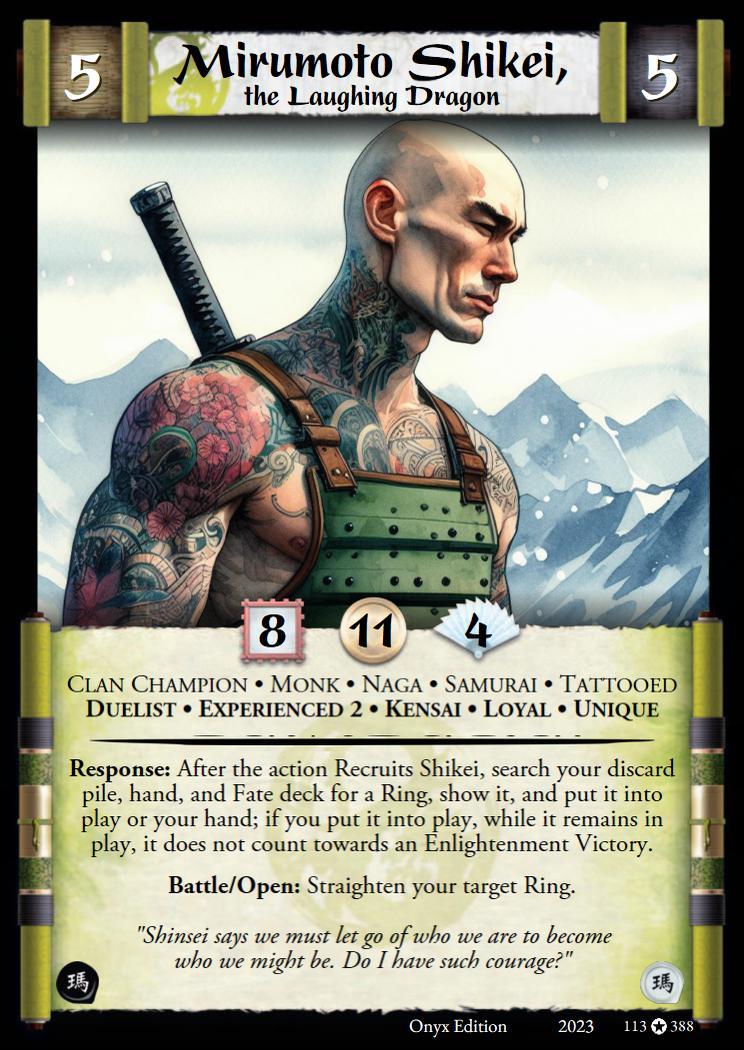 5
Mirumoto Shikei,
5
the Laughing Dragon
8
11
4
CLAN CHAMPION • MONK • NAGA • SAMURAI • TATTOOED
DUELIST • EXPERIENCED 2 • KENSAI • LOYAL • UNIQUE
Response: After the action Recruits Shikei, search your discard
pile, hand, and Fate deck for a Ring, show it, and put it into
play or your hand; if you put it into play, while it remains in
play, it does not count towards an Enlightenment Victory.
Battle/Open: Straighten your target Ring.
"Shinsei says we must let go of who we are to become
who we might be. Do I have such courage?"
瑪
瑪
Onyx Edition 2023 113 ✪ 388